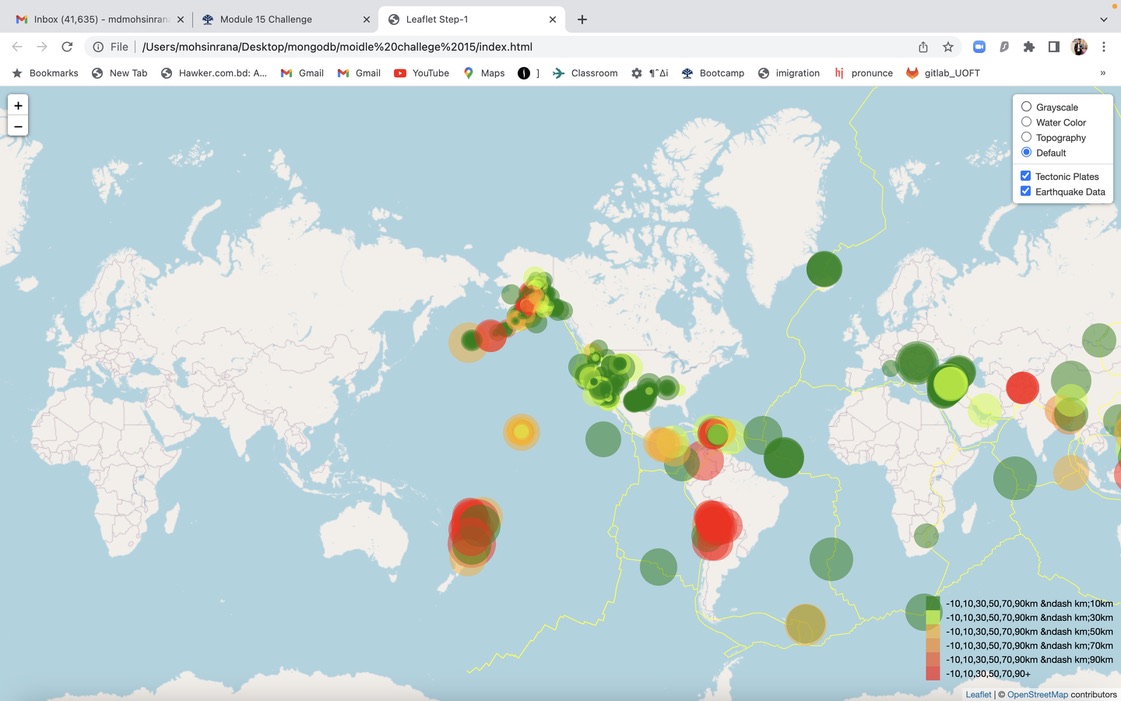 Inbox (41,635) - mdmohsinran
Module 15 Challenge
Leaflet Step-1
File
/Users/mohsinrana/Desktop/mongodb/moidle%20challege%2015/index.html
Bookmarks
New Tab
Hawker.com.bd: A...
Gmail
Gmail
YouTube
Maps
]
Classroom
¶˜∆i
Bootcamp
imigration
hj pronunce
gitlab_UOFT
»
+
−
Grayscale
Water Color
Topography
Default
Tectonic Plates
Earthquake Data
-10,10,30,50,70,90km &ndash km;10km
-10,10,30,50,70,90km &ndash km;30km
-10,10,30,50,70,90km &ndash km;50km
-10,10,30,50,70,90km &ndash km;70km
-10,10,30,50,70,90km &ndash km;90km
-10,10,30,50,70,90+
Leaflet | © OpenStreetMap contributors